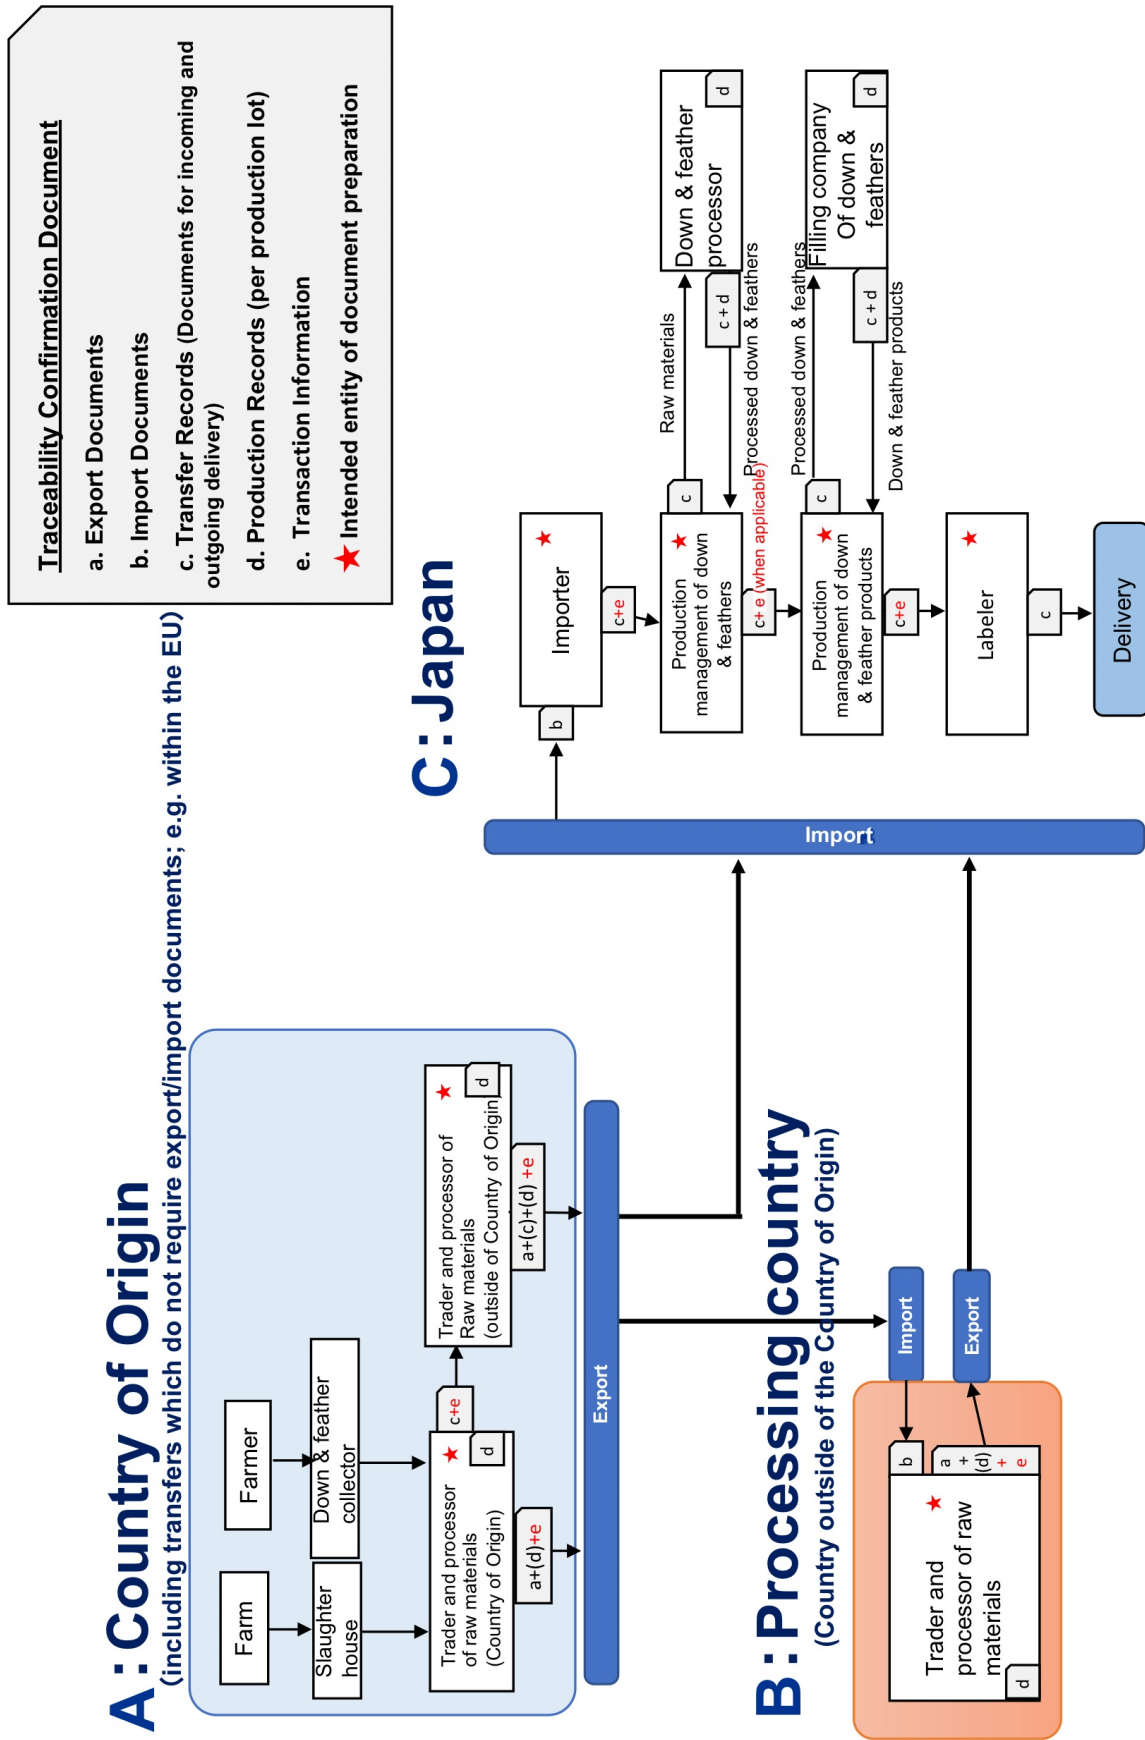 Traceability Confirmation Document
a. Export Documents
b. Import Documents
c. Transfer Records (Documents for incoming and
outgoing delivery)
d. Production Records (per production lot)
e. Transaction Information
★ Intended entity of document preparation
A : Country of Origin
(including transfers which do not require export/import documents; e.g. within the EU)
Farm
Farmer
Slaughter
house
Down & feather
collector
Trader and processor
of raw materials
(Country of Origin)
★
d
c+e
Trader and processor of
Raw materials
(outside of Country of Origin)
★
d
a+(d)+e
a+(c)+(d) +e
Export
B : Processing country
(Country outside of the Country of Origin)
Import
Export
b
a
+
(d)
+
e
Trader and
processor of raw
materials
★
d
C : Japan
Import
b
Importer
★
c+e
Production
management of down
& feathers
★
c
Raw materials
Down & feather
processor
d
c + d
Processed down & feathers
c+ e (when applicable)
Production
management of down
& feather products
★
c
Processed down & feathers
Filling company
Of down &
feathers
d
c + d
Down & feather products
c+e
Labeler
★
c
Delivery